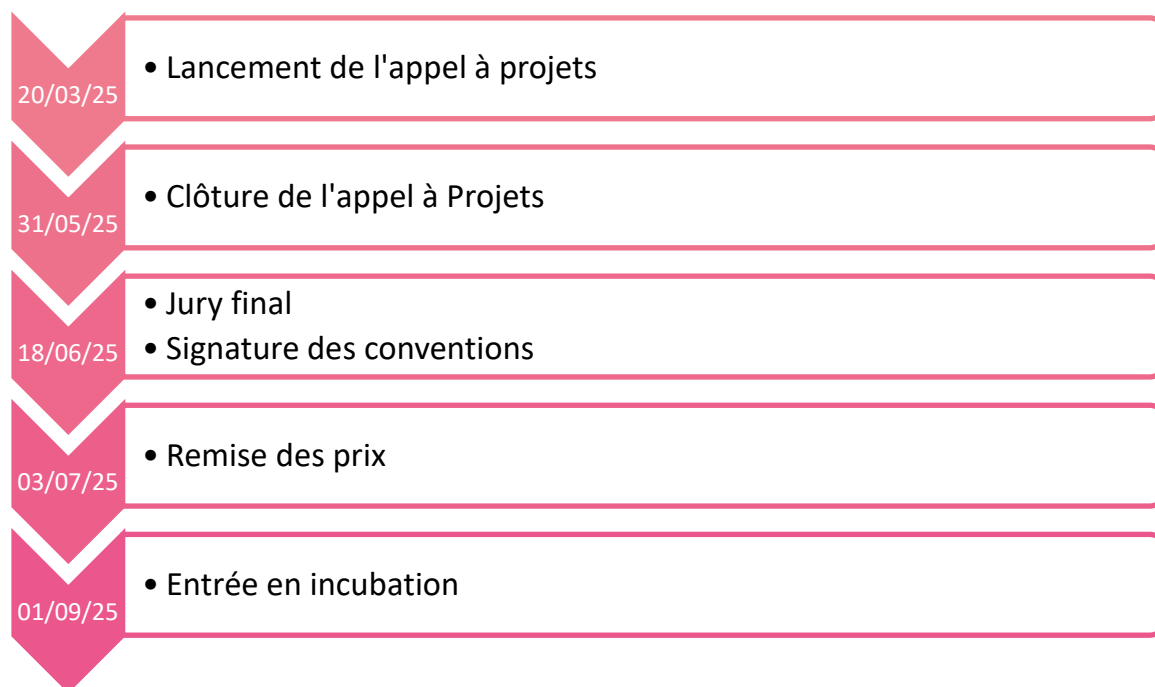 20/03/25
• Lancement de l'appel à projets
31/05/25
• Clôture de l'appel à Projets
18/06/25
• Jury final
• Signature des conventions
03/07/25
• Remise des prix
01/09/25
• Entrée en incubation